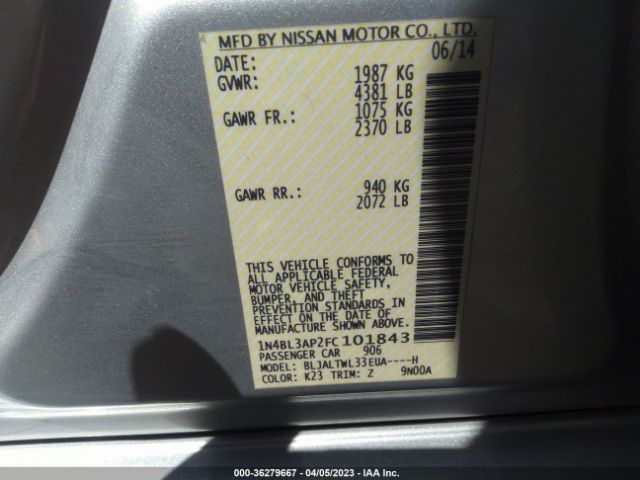 MFD BY NISSAN MOTOR CO., LTD.
DATE: 06/14
GVWR: 1987 KG
4381 LB
GAWR FR.: 1075 KG
2370 LB
GAWR RR.: 940 KG
2072 LB
THIS VEHICLE CONFORMS TO
ALL APPLICABLE FEDERAL
MOTOR VEHICLE SAFETY,
BUMPER, AND THEFT
PREVENTION STANDARDS IN
EFFECT ON THE DATE OF
MANUFACTURE SHOWN ABOVE.
1N4BL3AP2FC101843
PASSENGER CAR 906
MODEL: BLJALTWL33EUA----H
COLOR: K23 TRIM: Z 9N00A
000-36279667 - 04/05/2023 - IAA Inc.